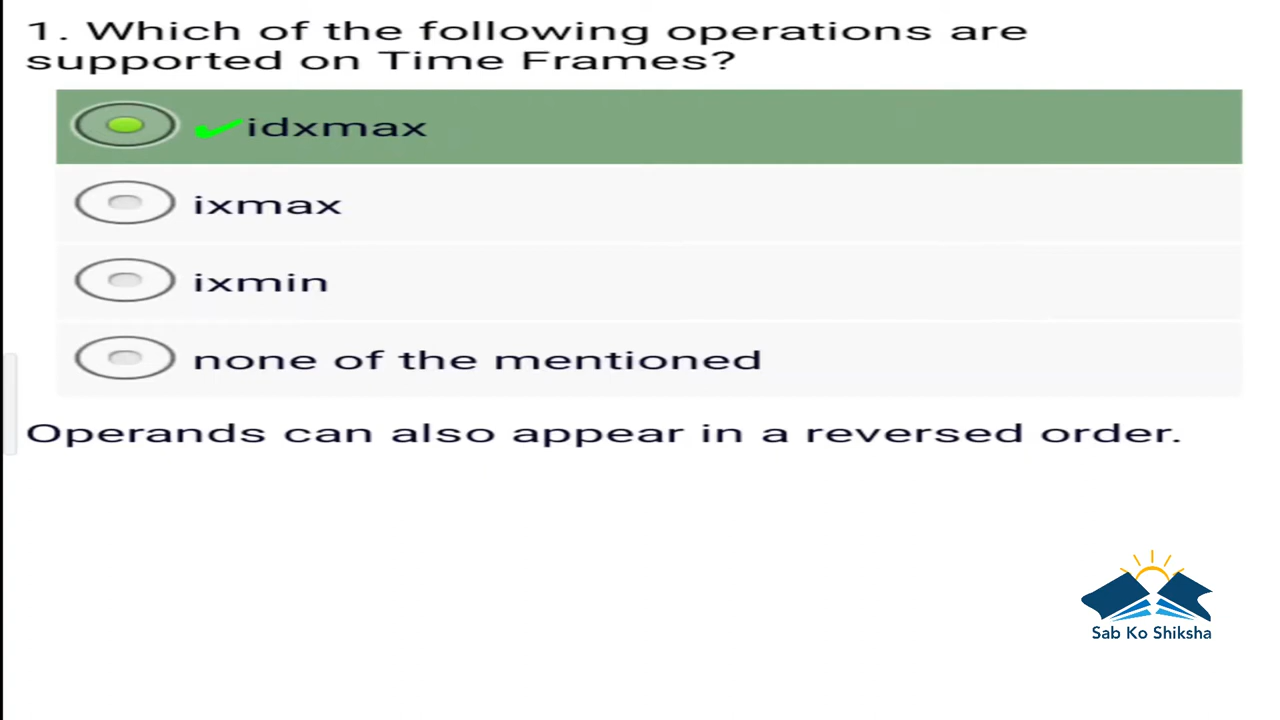 1. Which of the following operations are
supported on Time Frames?
idxmax
ixmax
ixmin
none of the mentioned
Operands can also appear in a reversed order.
Sab Ko Shiksha